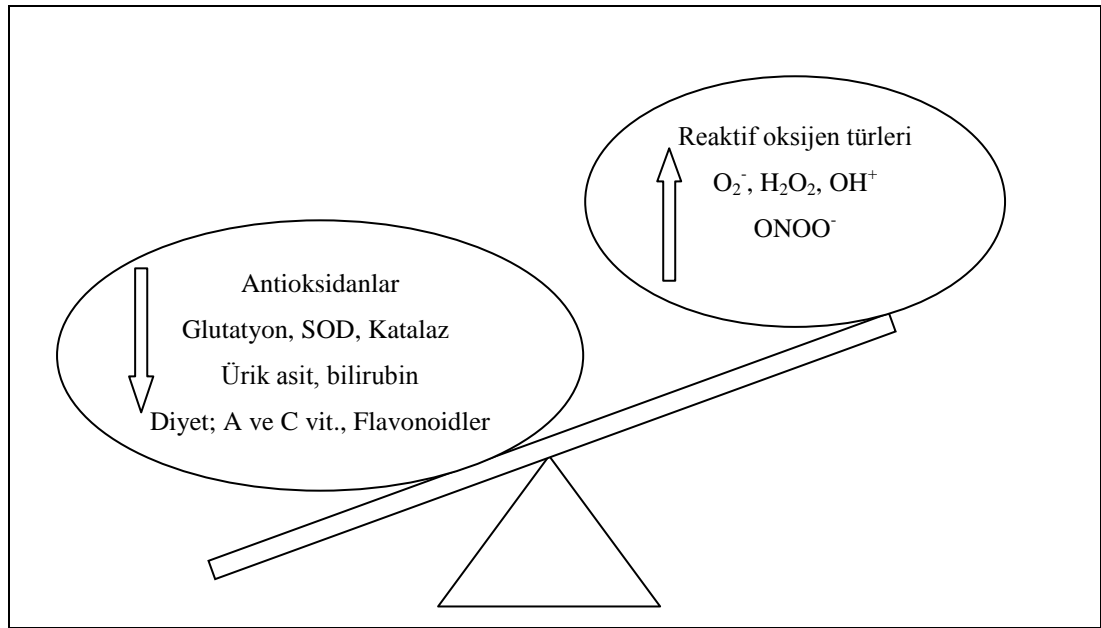 Reaktif oksijen türleri
O₂⁻, H₂O₂, OH⁺
ONOO⁻
Antioksidanlar
Glutatyon, SOD, Katalaz
Ürik asit, bilirubin
Diyet; A ve C vit., Flavonoidler